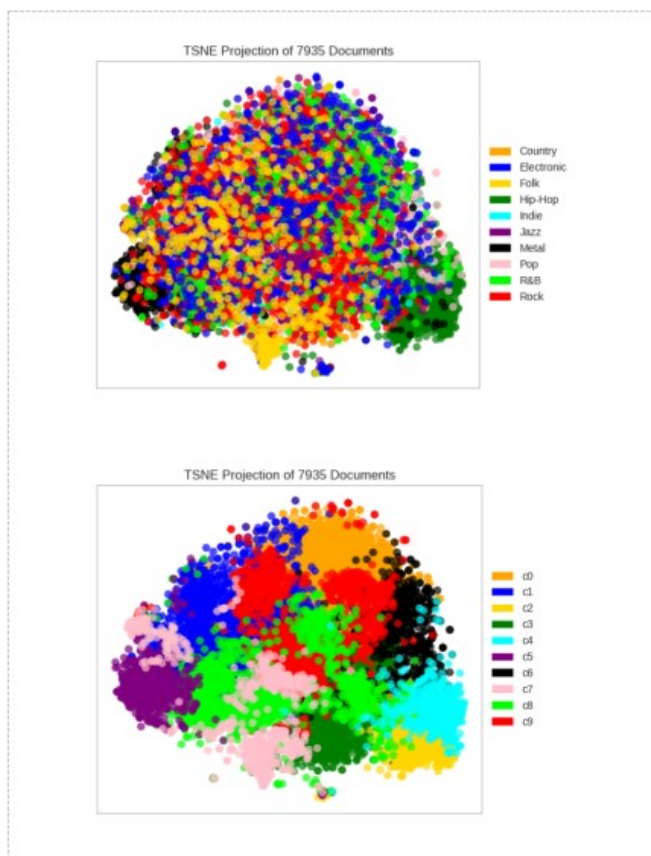 TSNE Projection of 7935 Documents
Country
Electronic
Folk
Hip-Hop
Indie
Jazz
Metal
Pop
R&B
Rock
TSNE Projection of 7935 Documents
c0
c1
c2
c3
c4
c5
c6
c7
c8
c9